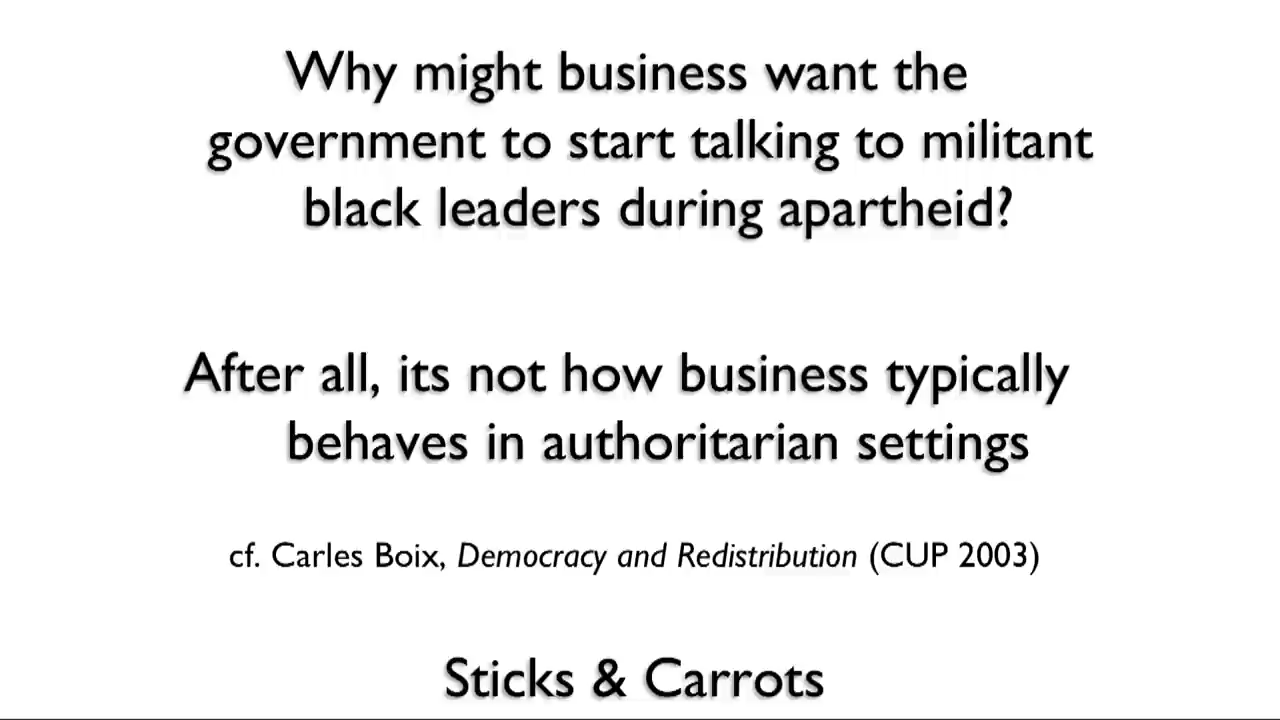 Why might business want the
government to start talking to militant
black leaders during apartheid?
After all, its not how business typically
behaves in authoritarian settings
cf. Carles Boix, Democracy and Redistribution (CUP 2003)
Sticks & Carrots